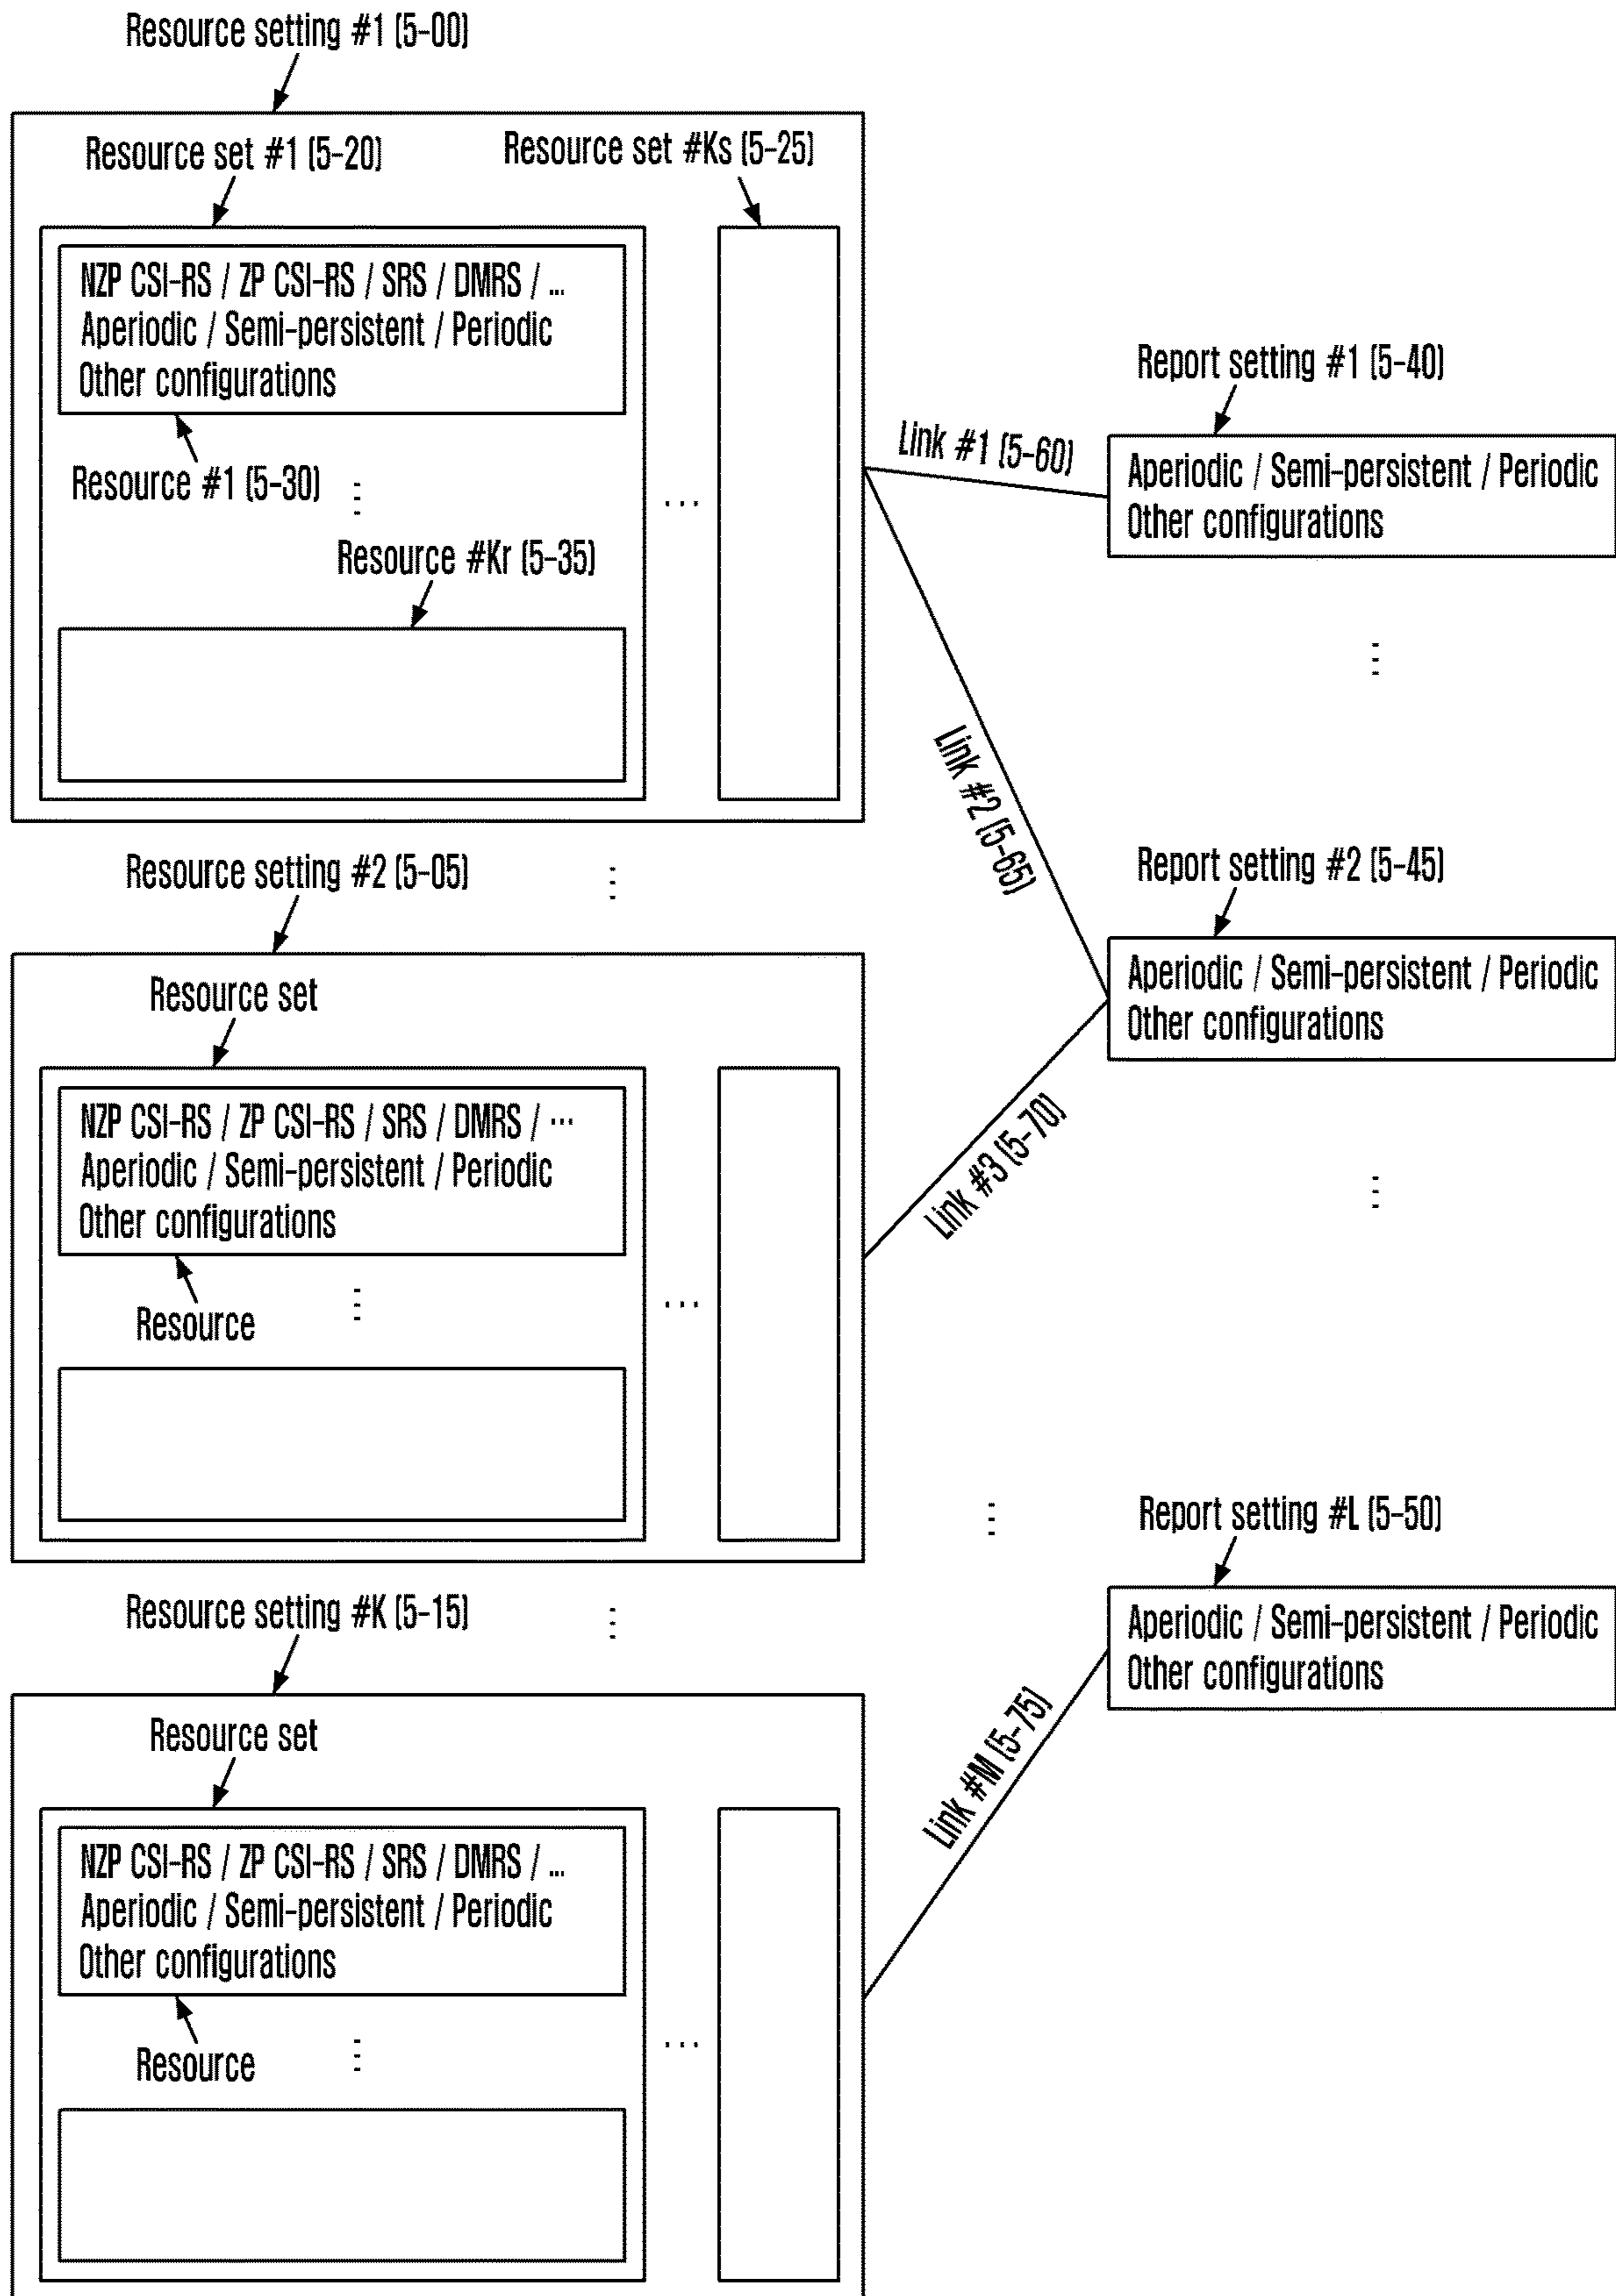 Resource setting #1 (5-00)
Resource set #1 (5-20)
Resource set #Ks (5-25)
NZP CSI-RS / ZP CSI-RS / SRS / DMRS / ...
Aperiodic / Semi-persistent / Periodic
Other configurations
Resource #1 (5-30)
...
Resource #Kr (5-35)
Link #1 (5-60)
Report setting #1 (5-40)
Aperiodic / Semi-persistent / Periodic
Other configurations
Link #2 (5-65)
Resource setting #2 (5-05)
Resource set
NZP CSI-RS / ZP CSI-RS / SRS / DMRS / ...
Aperiodic / Semi-persistent / Periodic
Other configurations
Resource
...
Report setting #2 (5-45)
Aperiodic / Semi-persistent / Periodic
Other configurations
Link #3 (5-70)
Resource setting #K (5-15)
Resource set
NZP CSI-RS / ZP CSI-RS / SRS / DMRS / ...
Aperiodic / Semi-persistent / Periodic
Other configurations
Resource
...
Report setting #L (5-50)
Aperiodic / Semi-persistent / Periodic
Other configurations
Link #M (5-75)